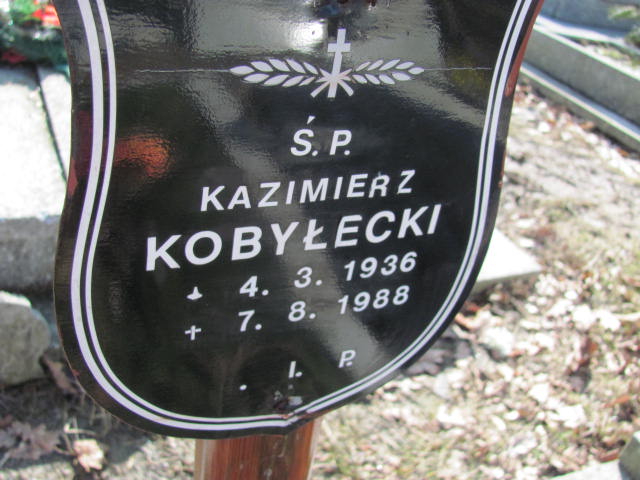 Ś. P.
KAZIMIERZ
KOBYŁECKI
4. 3. 1936
7. 8. 1988
. I. P.